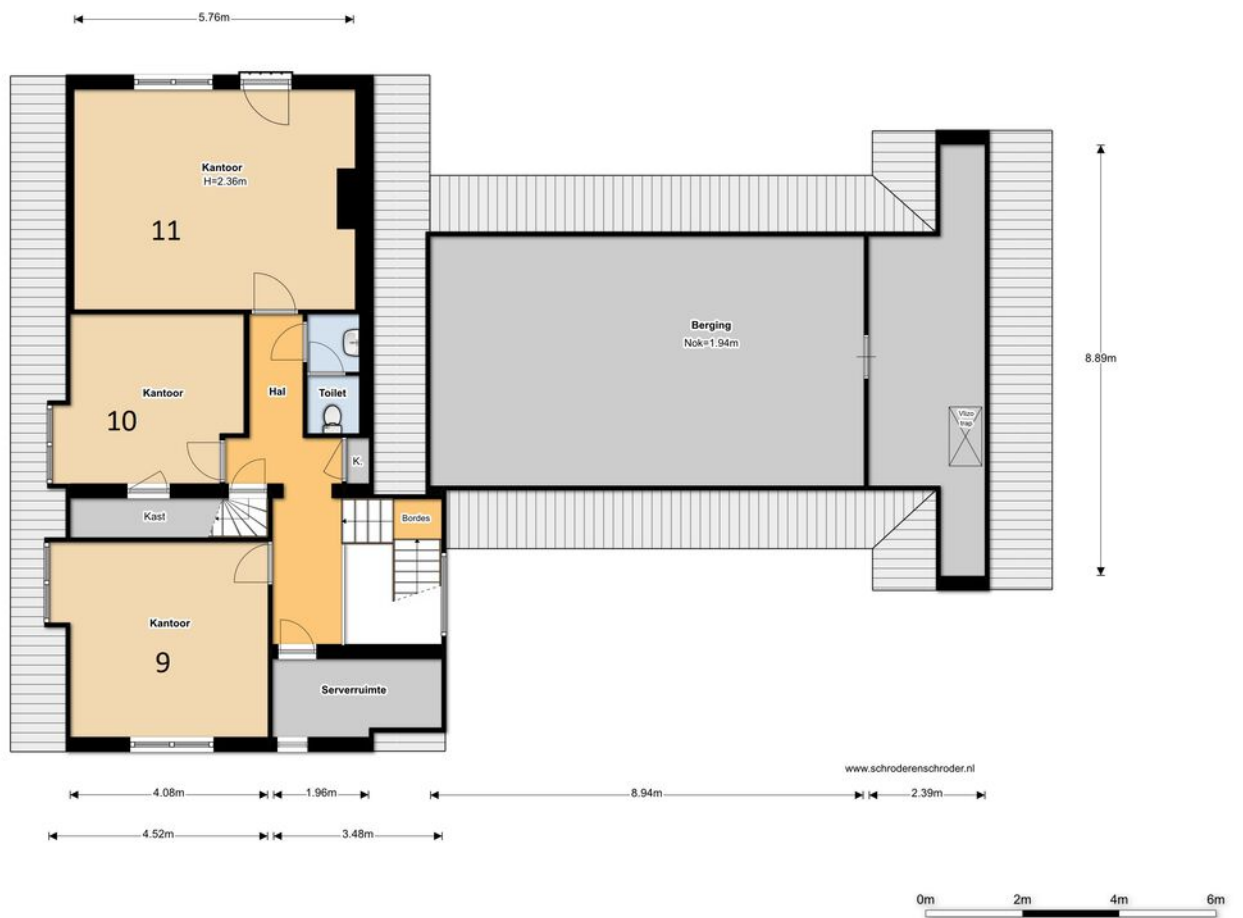 5.76m
Kantoor
H=2.36m
11
Berging
Nok=1.94m
8.89m
Kantoor
10
Hal
Toilet
Vlizo
trap
K.
Kast
Bordes
Kantoor
9
Serverruimte
www.schroderenschroder.nl
4.08m
1.96m
8.94m
2.39m
4.52m
3.48m
0m 2m 4m 6m